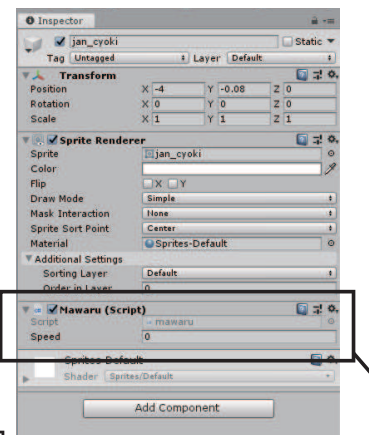 Inspector
jan_cyoki Static
Tag Untagged Layer Default
Transform
Position X -4 Y -0.08 Z 0
Rotation X 0 Y 0 Z 0
Scale X 1 Y 1 Z 1
Sprite Renderer
Sprite jan_cyoki
Color
Flip X Y
Draw Mode Simple
Mask Interaction None
Sprite Sort Point Center
Material Sprites-Default
Additional Settings
Sorting Layer Default
Order in Layer 0
Mawaru (Script)
Script mawaru
Speed 0
Sprites-Default
Shader Sprites/Default
Add Component